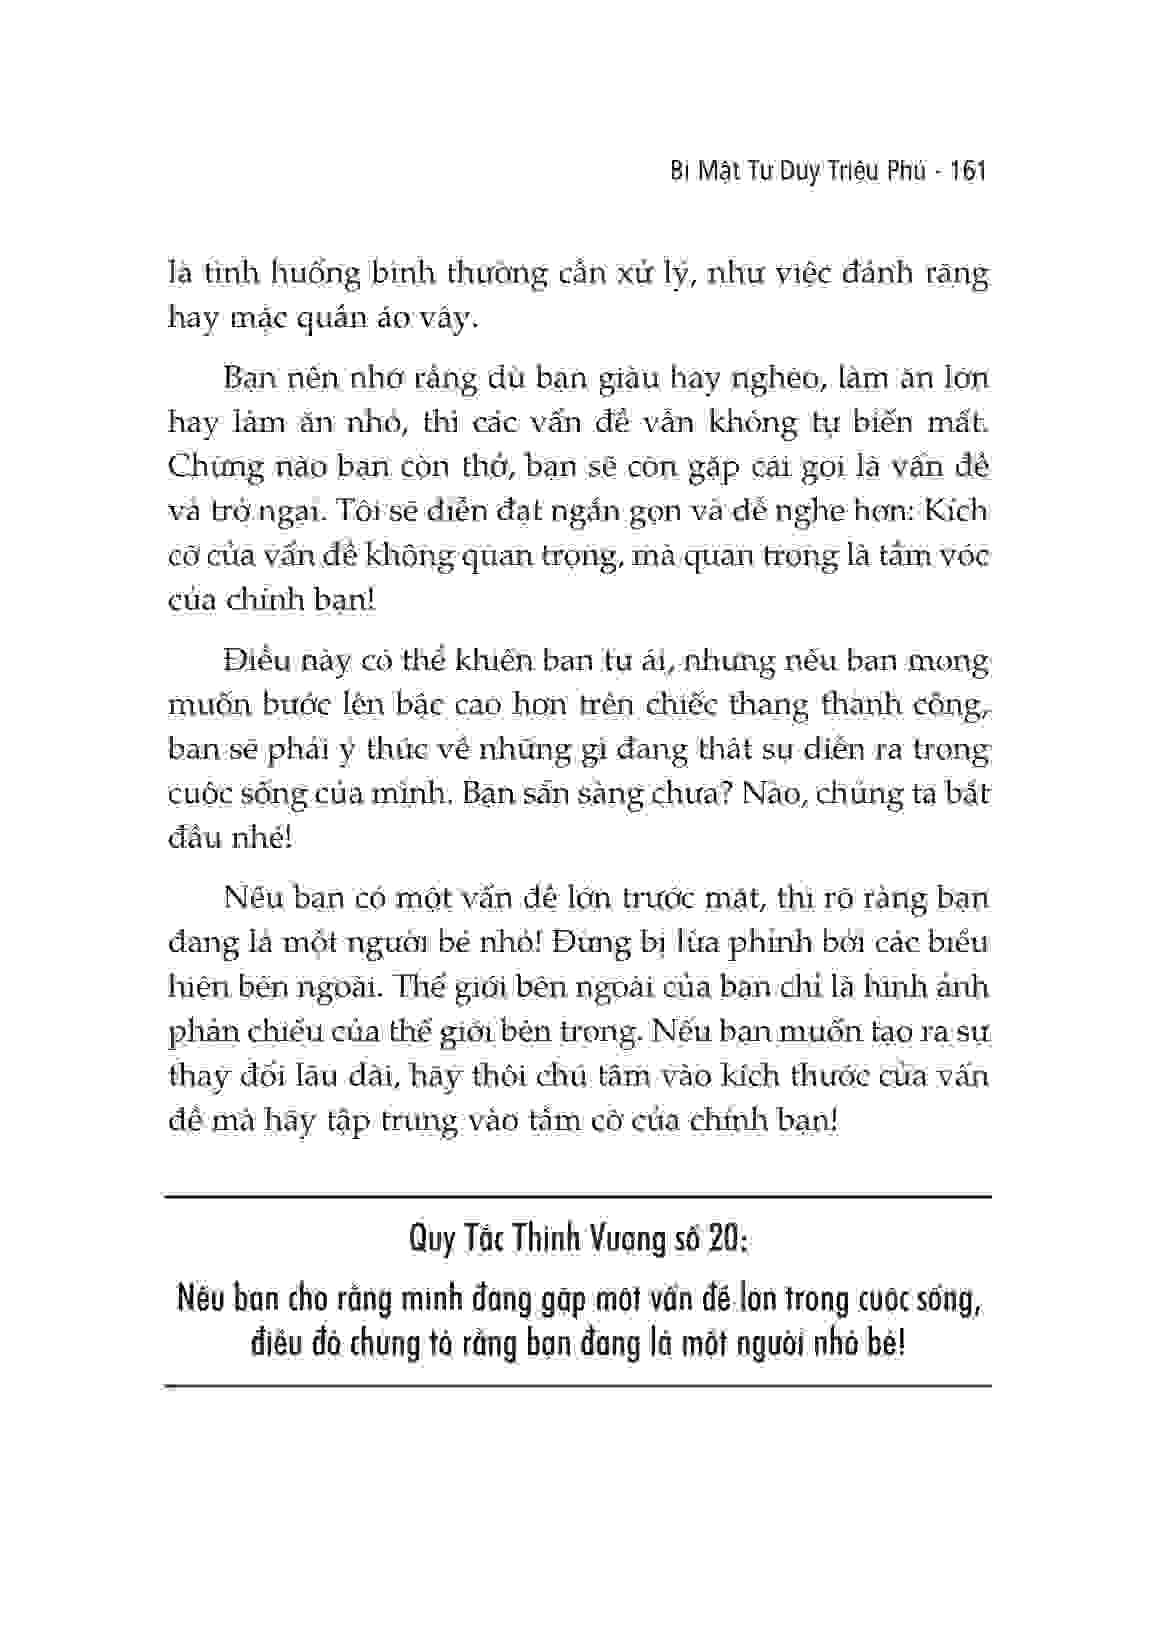 Bí Mật Tư Duy Triệu Phú - 161
là tình huống bình thường cần xử lý, như việc đánh răng
hay mặc quần áo vậy.
Bạn nên nhớ rằng dù bạn giàu hay nghèo, làm ăn lớn
hay làm ăn nhỏ, thì các vấn đề vẫn không tự biến mất.
Chừng nào bạn còn thở, bạn sẽ còn gặp cái gọi là vấn đề
và trở ngại. Tôi sẽ diễn đạt ngắn gọn và dễ nghe hơn: Kích
cỡ của vấn đề không quan trọng, mà quan trọng là tầm vóc
của chính bạn!
Điều này có thể khiến bạn tự ái, nhưng nếu bạn mong
muốn bước lên bậc cao hơn trên chiếc thang thành công,
bạn sẽ phải ý thức về những gì đang thật sự diễn ra trong
cuộc sống của mình. Bạn sẵn sàng chưa? Nào, chúng ta bắt
đầu nhé!
Nếu bạn có một vấn đề lớn trước mắt, thì rõ ràng bạn
đang là một người bé nhỏ! Đừng bị lừa phỉnh bởi các biểu
hiện bên ngoài. Thế giới bên ngoài của bạn chỉ là hình ảnh
phản chiếu của thế giới bên trong. Nếu bạn muốn tạo ra sự
thay đổi lâu dài, hãy thôi chú tâm vào kích thước của vấn
đề mà hãy tập trung vào tầm cỡ của chính bạn!
Quy Tắc Thịnh Vượng số 20:
Nếu bạn cho rằng mình đang gặp một vấn đề lớn trong cuộc sống,
điều đó chứng tỏ rằng bạn đang là một người nhỏ bé!